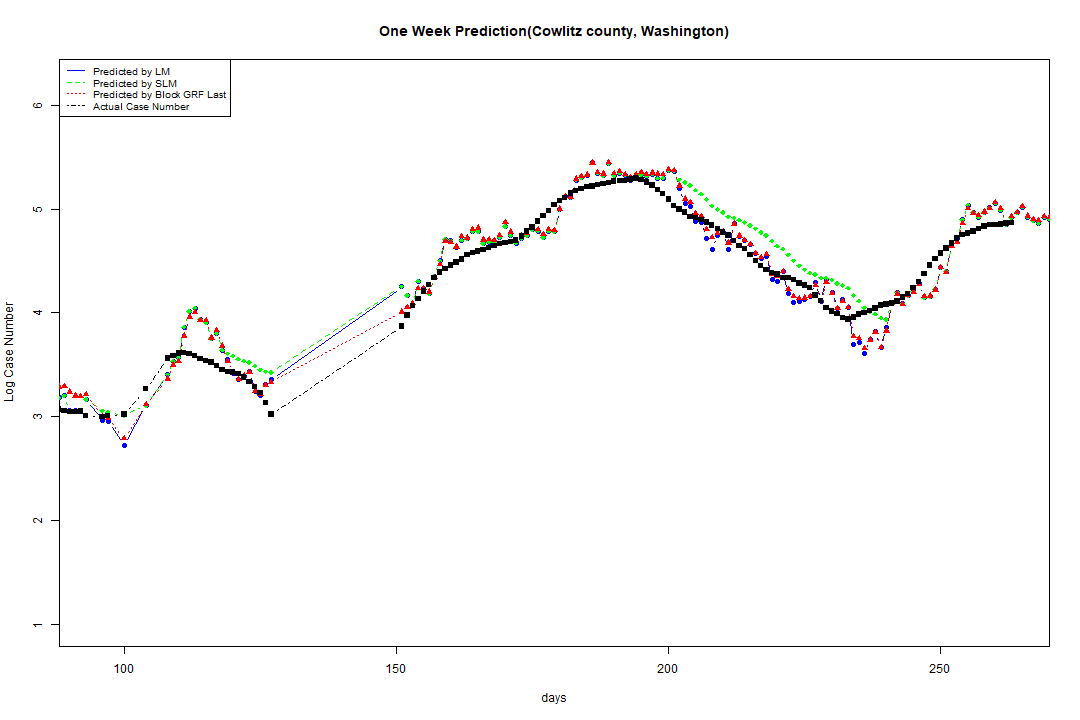 One Week Prediction(Cowlitz county, Washington)
Predicted by LM
Predicted by SLM
Predicted by Block GRF Last
Actual Case Number
6
5
4
3
2
1
Log Case Number
100 150 200 250
days